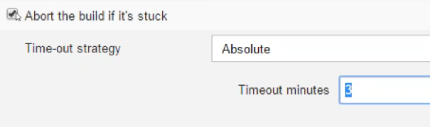 Abort the build if it's stuck
Time-out strategy Absolute
Timeout minutes 3